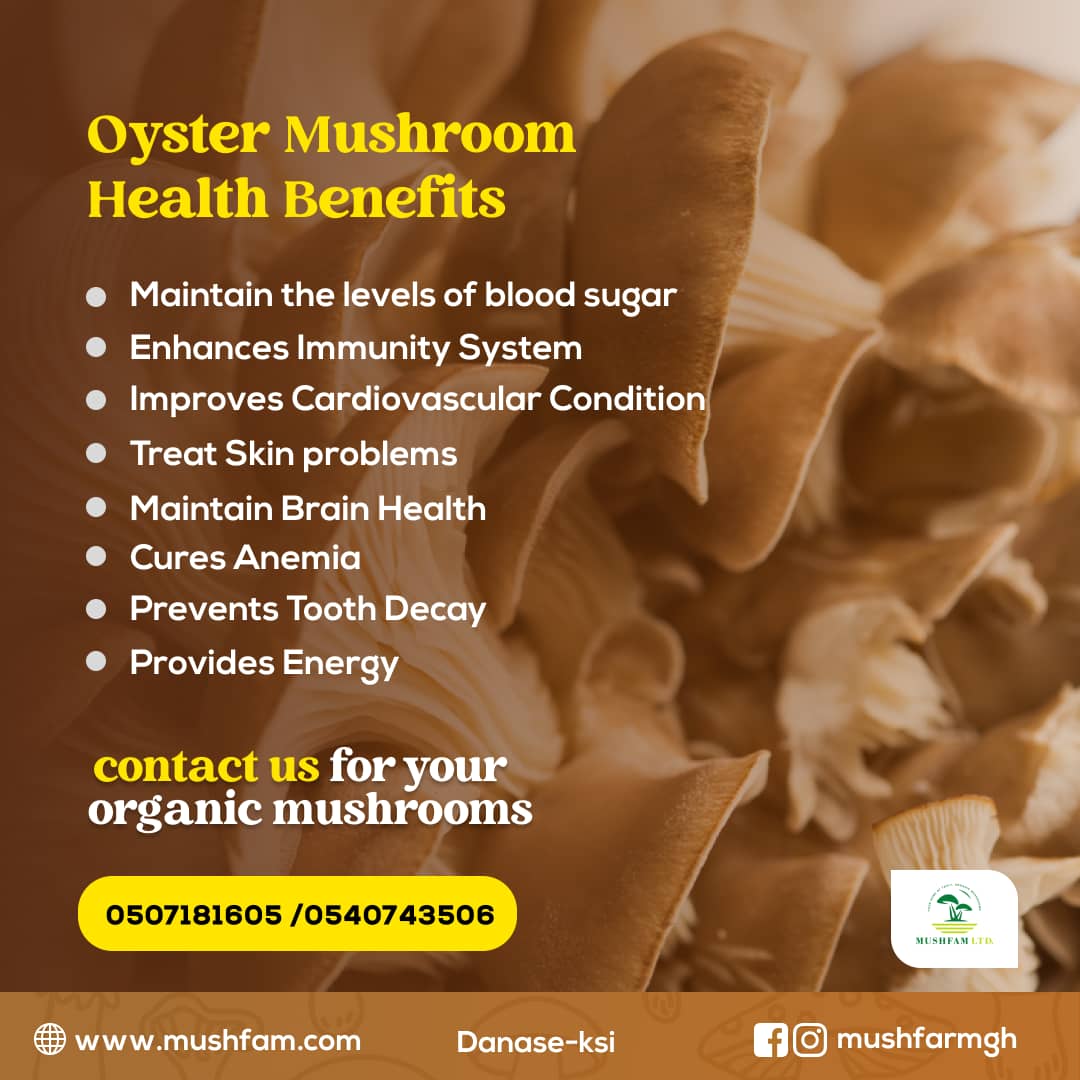 Oyster Mushroom
Health Benefits
Maintain the levels of blood sugar
Enhances Immunity System
Improves Cardiovascular Condition
Treat Skin problems
Maintain Brain Health
Cures Anemia
Prevents Tooth Decay
Provides Energy
contact us for your
organic mushrooms
0507181605 /0540743506
MUSHFAM LTD.
www.mushfam.com
Danase-ksi
mushfarmgh